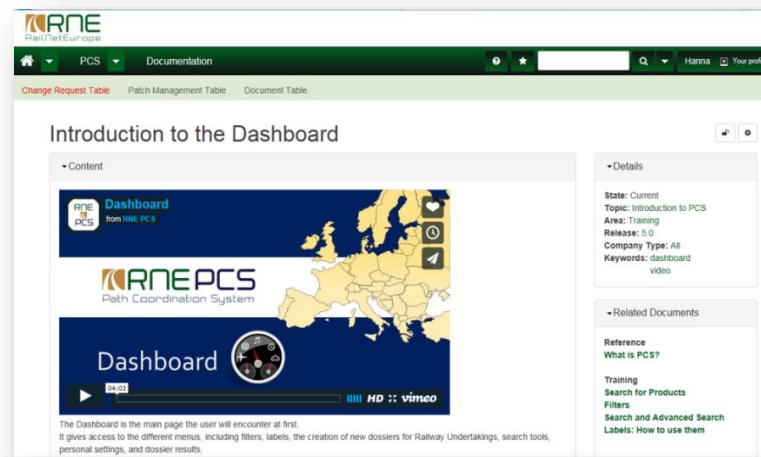 RNE
RailNetEurope
PCS Documentation Hanna Your prof
Change Request Table Patch Management Table Document Table
Introduction to the Dashboard
Content
RNE PCS
Dashboard
from RNE PCS
RNE PCS
Path Coordination System
Dashboard
04:03
HD :: vimeo
The Dashboard is the main page the user will encounter at first.
It gives access to the different menus, including filters, labels, the creation of new dossiers for Railway Undertakings, search tools,
personal settings, and dossier results.
Details
State: Current
Topic: Introduction to PCS
Area: Training
Release: 5.0
Company Type: All
Keywords: dashboard
video
Related Documents
Reference
What is PCS?
Training
Search for Products
Filters
Search and Advanced Search
Labels: How to use them